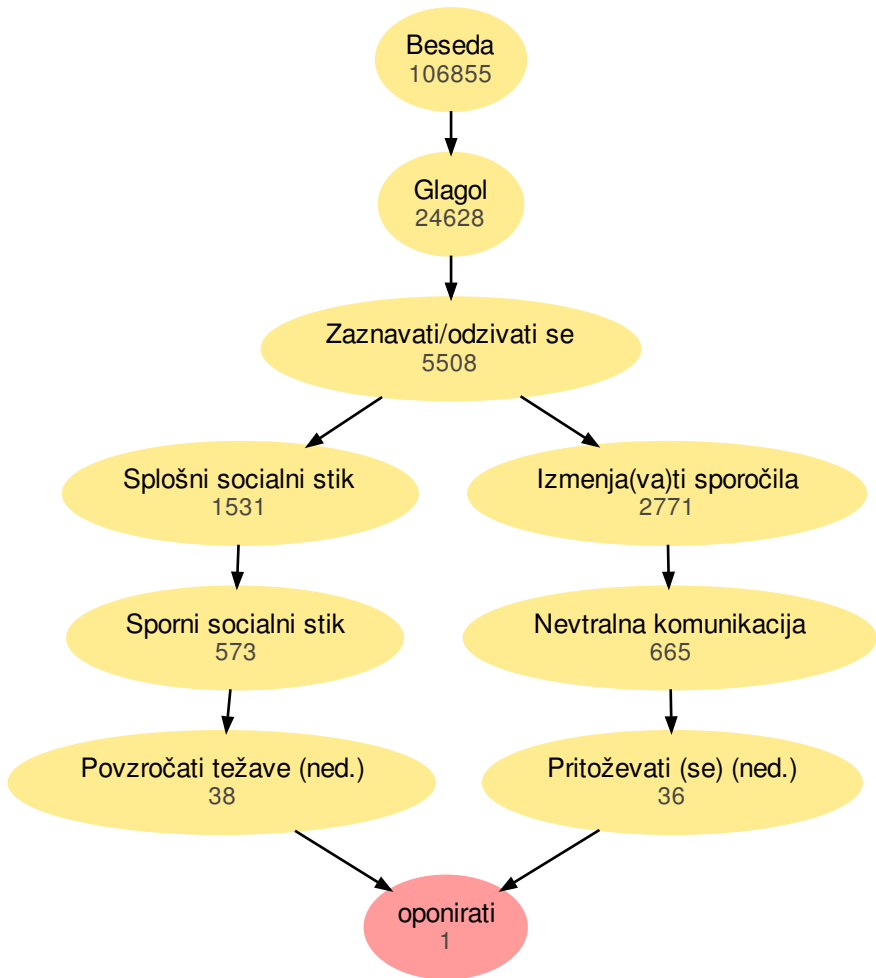 Beseda
106855
Glagol
24628
Zaznavati/odzivati se
5508
Splošni socialni stik
1531
Izmenja(va)ti sporočila
2771
Sporni socialni stik
573
Nevtralna komunikacija
665
Povzročati težave (ned.)
38
Pritoževati (se) (ned.)
36
oponirati
1